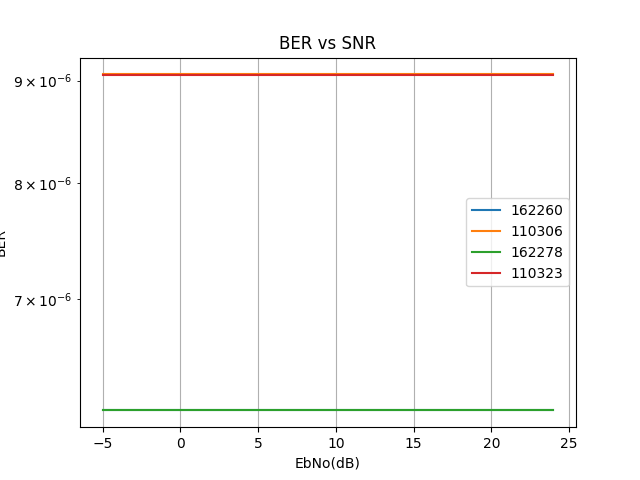 BER vs SNR
9 × 10⁻⁶
8 × 10⁻⁶
7 × 10⁻⁶
BER
162260
110306
162278
110323
−5
0
5
10
15
20
25
EbNo(dB)